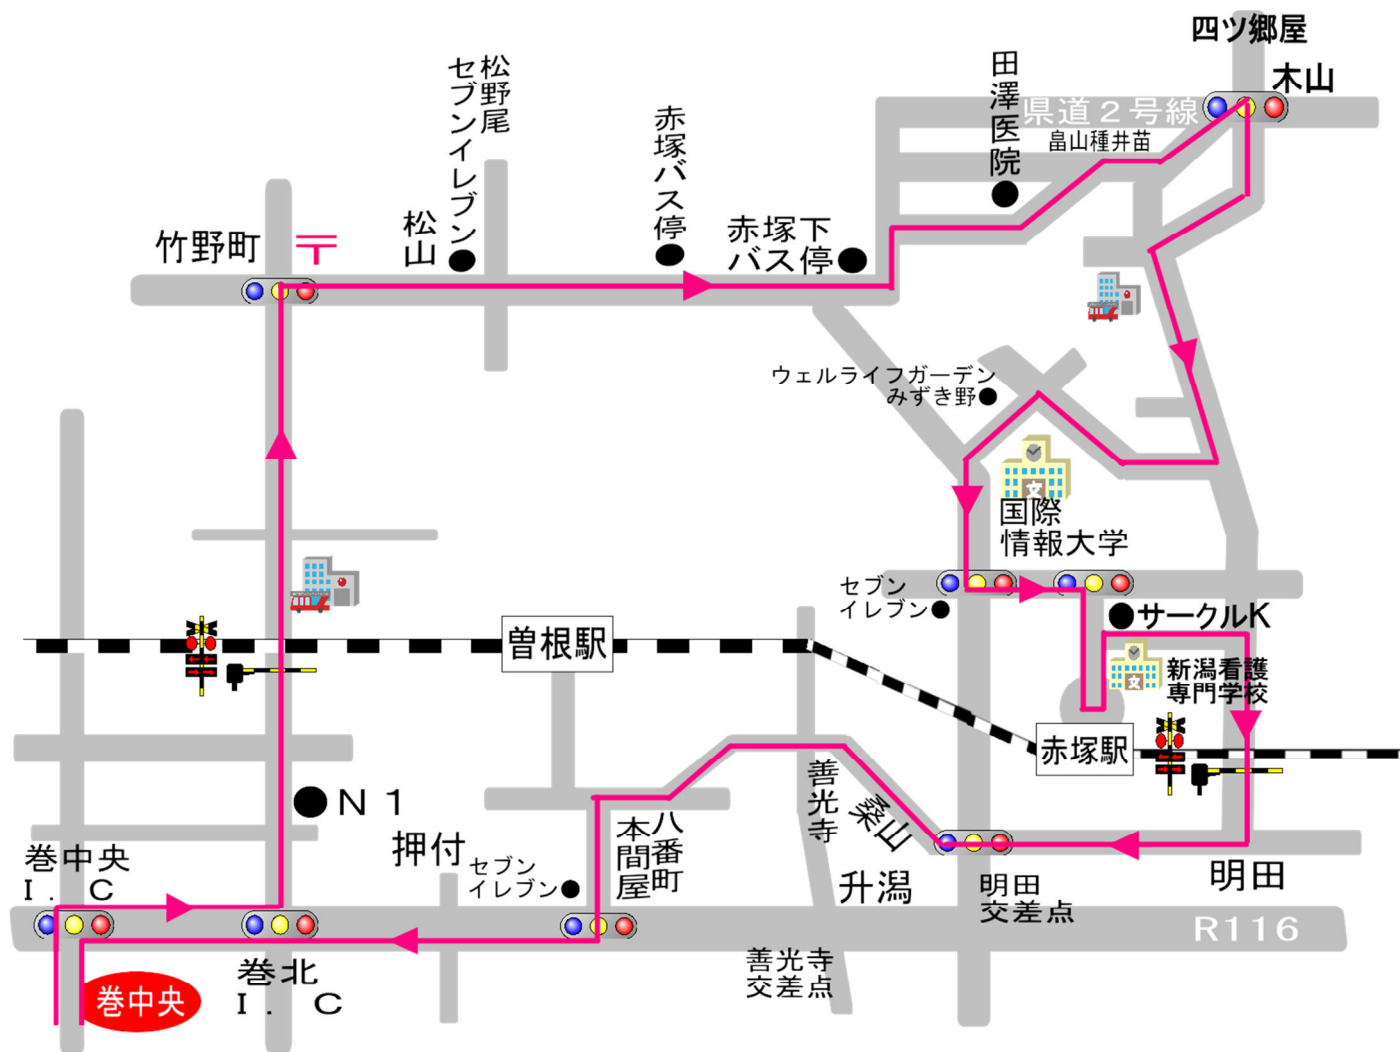 四ツ郷屋
木山
県道２号線
田澤医院
畠山種井苗
松野尾
セブンイレブン
赤塚バス停
松山
赤塚下
バス停
竹野町
〒
ウェルライフガーデン
みずき野
文
国際
情報大学
セブン
イレブン
サークルK
文
新潟看護
専門学校
曽根駅
赤塚駅
善光寺
桑山
八番町
本間屋
Ｎ１
押付
セブン
イレブン
升潟
明田
交差点
明田
巻中央
Ｉ．Ｃ
R116
善光寺
交差点
巻北
Ｉ．Ｃ
巻中央